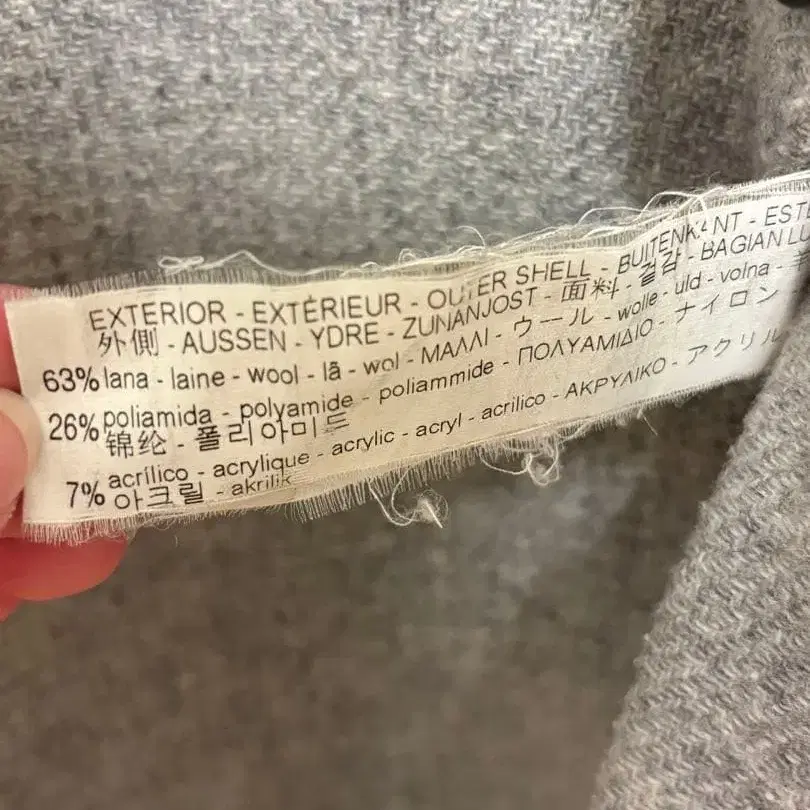 EXTERIOR - EXTÉRIEUR - OUTER SHELL - BUITENKANT - EST
外側 - AUSSEN - YDRE - ZUNANJOST - 面料 - 겉감 - BAGIAN LU
63% lana - laine - wool - lã - wol - ΜΑΛΛΙ - ウール - wolle - uld - volna -
26% poliamida - polyamide - poliammide - ΠΟΛΥΑΜΙΔΙΟ - ナイロン
锦纶 - 폴리아미드
7% acrílico - acrylique - acrylic - acryl - acrilico - ΑΚΡΥΛΙΚΟ - アクリル
아크릴 - akrilik